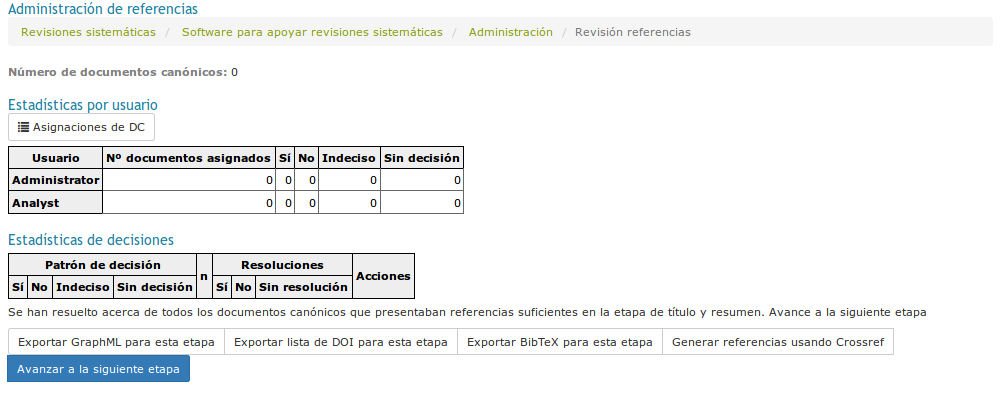 Administración de referencias
Revisiones sistemáticas / Software para apoyar revisiones sistemáticas / Administración / Revisión referencias
Número de documentos canónicos: 0
Estadísticas por usuario
Asignaciones de DC
Usuario Nº documentos asignados Sí No Indeciso Sin decisión
Administrator 0 0 0 0 0
Analyst 0 0 0 0 0
Estadísticas de decisiones
Patrón de decisión n Resoluciones Acciones
Sí No Indeciso Sin decisión Sí No Sin resolución
Se han resuelto acerca de todos los documentos canónicos que presentaban referencias suficientes en la etapa de título y resumen. Avance a la siguiente etapa
Exportar GraphML para esta etapa Exportar lista de DOI para esta etapa Exportar BibTeX para esta etapa Generar referencias usando Crossref
Avanzar a la siguiente etapa